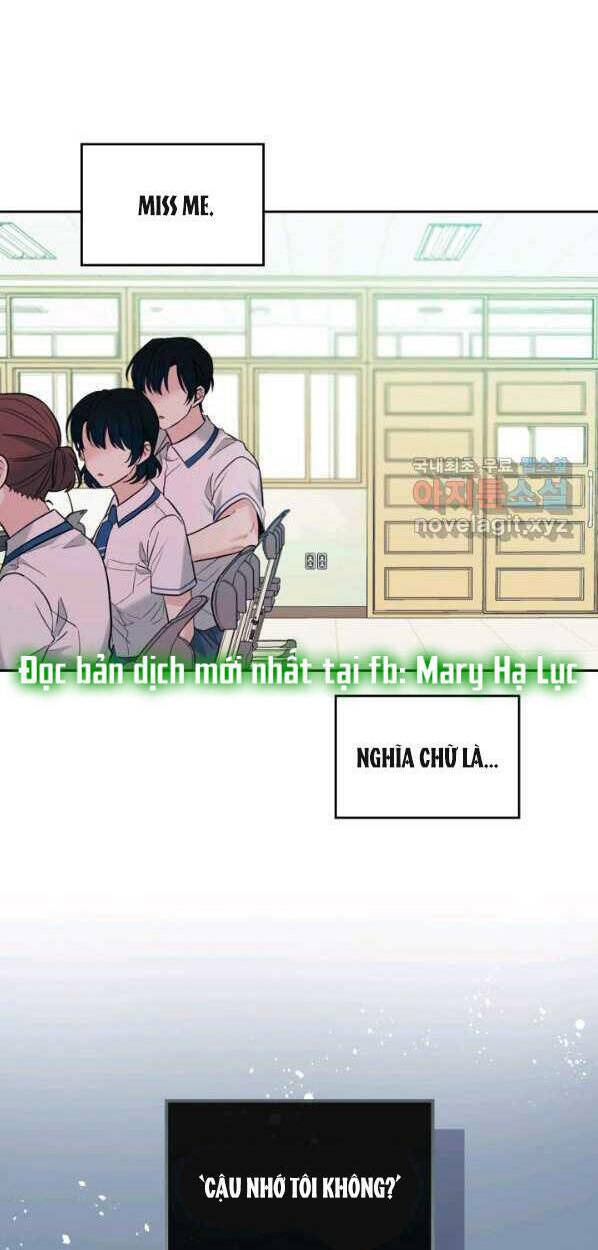 MISS ME.
국내최초 무료 웹소설
아지툰소설
novelagit.xyz
Đọc bản dịch mới nhất tại fb: Mary Hạ Lục
NGHĨA CHỮ LÀ...
'CẬU NHỚ TÔI KHÔNG?'